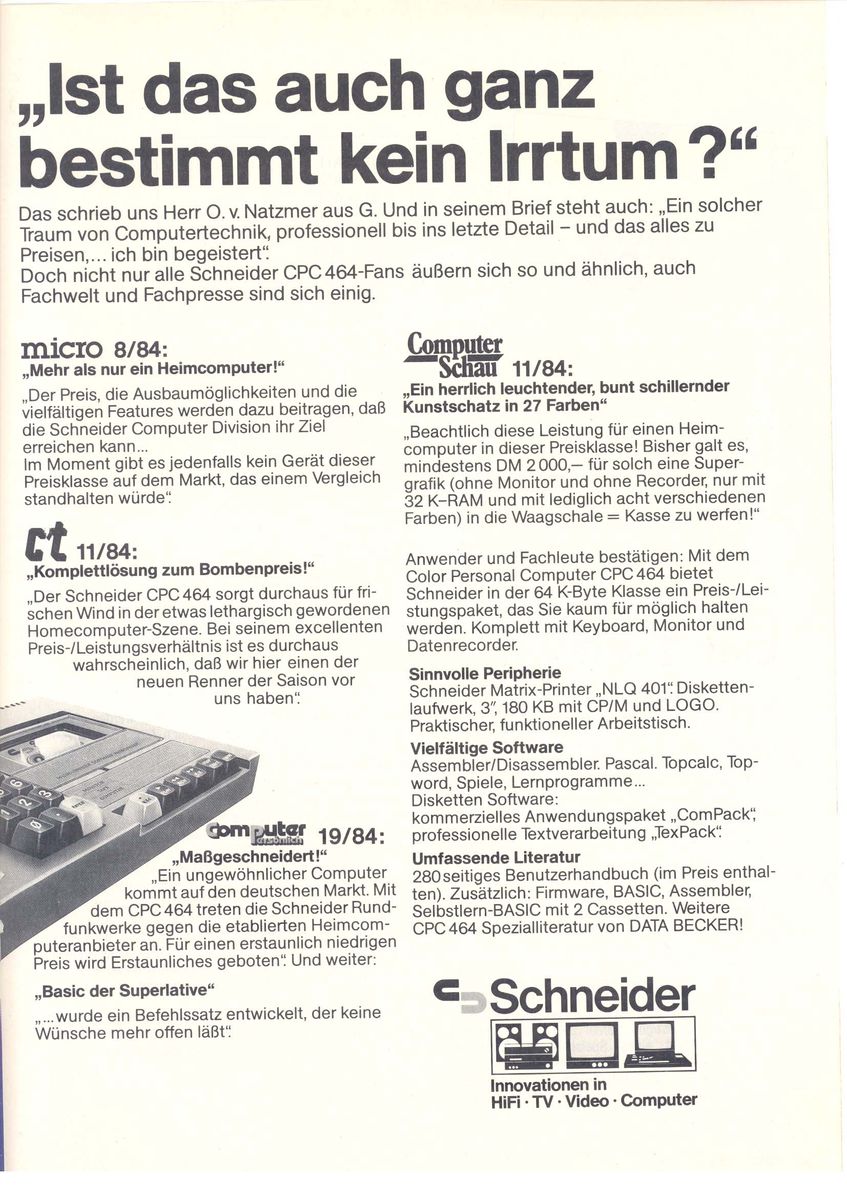 „Ist das auch ganz
bestimmt kein Irrtum?“
Das schrieb uns Herr O. v. Natzmer aus G. Und in seinem Brief steht auch: „Ein solcher
Traum von Computertechnik, professionell bis ins letzte Detail – und das alles zu
Preisen,... ich bin begeistert“.
Doch nicht nur alle Schneider CPC 464-Fans äußern sich so und ähnlich, auch
Fachwelt und Fachpresse sind sich einig.
micro 8/84:
„Mehr als nur ein Heimcomputer!“
„Der Preis, die Ausbaumöglichkeiten und die
vielfältigen Features werden dazu beitragen, daß
die Schneider Computer Division ihr Ziel
erreichen kann...
Im Moment gibt es jedenfalls kein Gerät dieser
Preisklasse auf dem Markt, das einem Vergleich
standhalten würde“.
ct 11/84:
„Komplettlösung zum Bombenpreis!“
„Der Schneider CPC 464 sorgt durchaus für fri-
schen Wind in der etwas lethargisch gewordenen
Homecomputer-Szene. Bei seinem excellenten
Preis-/Leistungsverhältnis ist es durchaus
wahrscheinlich, daß wir hier einen der
neuen Renner der Saison vor
uns haben“.
Computer
persönlich 19/84:
„Maßgeschneidert!“
„Ein ungewöhnlicher Computer
kommt auf den deutschen Markt. Mit
dem CPC 464 treten die Schneider Rund-
funkwerke gegen die etablierten Heimcom-
puteranbieter an. Für einen erstaunlich niedrigen
Preis wird Erstaunliches geboten“. Und weiter:
„Basic der Superlative“
„...wurde ein Befehlssatz entwickelt, der keine
Wünsche mehr offen läßt“.
Computer
Schau 11/84:
„Ein herrlich leuchtender, bunt schillernder
Kunstschatz in 27 Farben“
„Beachtlich diese Leistung für einen Heim-
computer in dieser Preisklasse! Bisher galt es,
mindestens DM 2 000,— für solch eine Super-
grafik (ohne Monitor und ohne Recorder, nur mit
32 K–RAM und mit lediglich acht verschiedenen
Farben) in die Waagschale = Kasse zu werfen!“
Anwender und Fachleute bestätigen: Mit dem
Color Personal Computer CPC 464 bietet
Schneider in der 64 K-Byte Klasse ein Preis-/Lei-
stungspaket, das Sie kaum für möglich halten
werden. Komplett mit Keyboard, Monitor und
Datenrecorder.
Sinnvolle Peripherie
Schneider Matrix-Printer „NLQ 401“. Disketten-
laufwerk, 3″, 180 KB mit CP/M und LOGO.
Praktischer, funktioneller Arbeitstisch.
Vielfältige Software
Assembler/Disassembler. Pascal. Topcalc, Top-
word, Spiele, Lernprogramme...
Disketten Software:
kommerzielles Anwendungspaket „ComPack“,
professionelle Textverarbeitung „TexPack“.
Umfassende Literatur
280seitiges Benutzerhandbuch (im Preis enthal-
ten). Zusätzlich: Firmware, BASIC, Assembler,
Selbstlern-BASIC mit 2 Cassetten. Weitere
CPC 464 Spezialliteratur von DATA BECKER!
Schneider
Innovationen in
HiFi · TV · Video · Computer